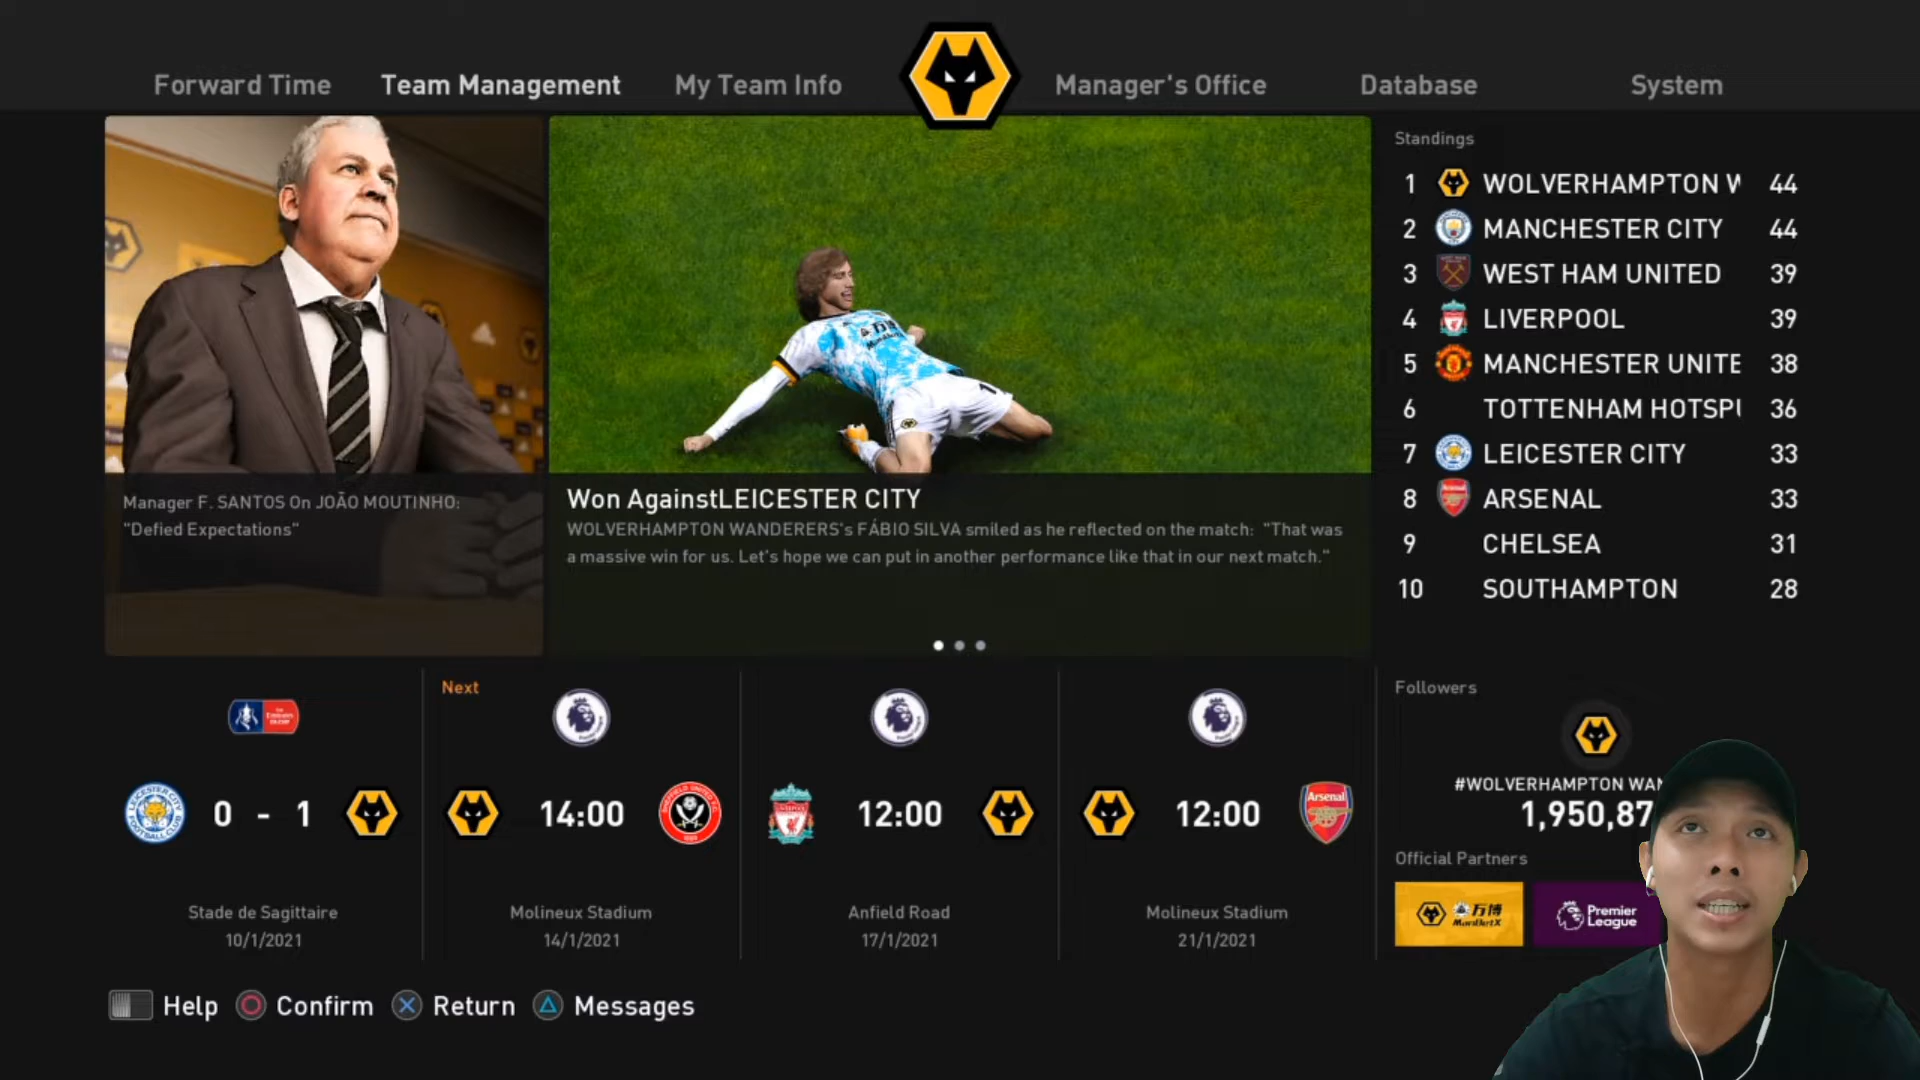 Forward Time
Team Management
My Team Info
Manager's Office
Database
System
Manager F. SANTOS On JOÃO MOUTINHO:
"Defied Expectations"
Won AgainstLEICESTER CITY
WOLVERHAMPTON WANDERERS's FÁBIO SILVA smiled as he reflected on the match: "That was
a massive win for us. Let's hope we can put in another performance like that in our next match."
Standings
1 WOLVERHAMPTON W 44
2 MANCHESTER CITY 44
3 WEST HAM UNITED 39
4 LIVERPOOL 39
5 MANCHESTER UNITE 38
6 TOTTENHAM HOTSPU 36
7 LEICESTER CITY 33
8 ARSENAL 33
9 CHELSEA 31
10 SOUTHAMPTON 28
0 - 1
Stade de Sagittaire
10/1/2021
Next
14:00
Molineux Stadium
14/1/2021
12:00
Anfield Road
17/1/2021
12:00
Arsenal
Molineux Stadium
21/1/2021
Followers
#WOLVERHAMPTON WAN
1,950,87
Official Partners
万博
ManBetX
Premier
League
Help
Confirm
Return
Messages